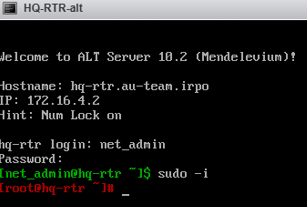 HQ-RTR-alt
Welcome to ALT Server 10.2 (Mendelevium)!
Hostname: hq-rtr.au-team.irpo
IP: 172.16.4.2
Hint: Num Lock on
hq-rtr login: net_admin
Password:
[net_admin@hq-rtr ~]$ sudo -i
[root@hq-rtr ~]# _